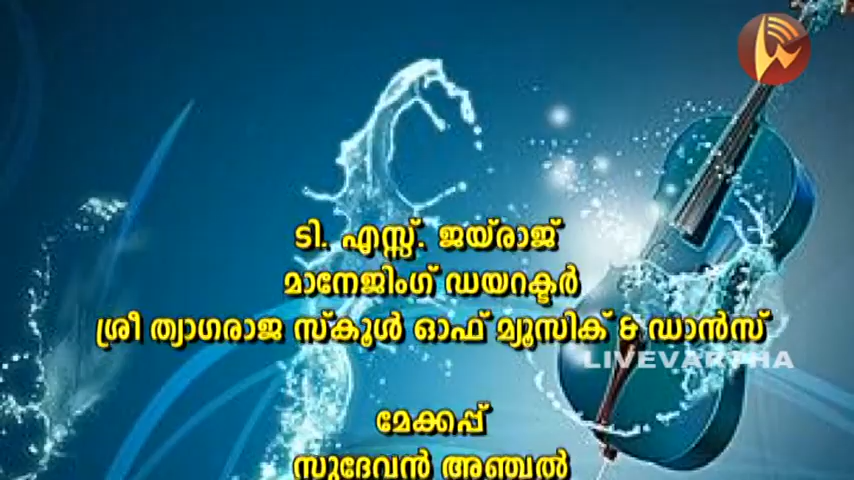 ടി. എസ്സ്. ജയ്‌രാജ്
മാനേജിംഗ് ഡയറക്ടർ
ശ്രീ ത്യാഗരാജ സ്കൂൾ ഓഫ് മ്യൂസിക് & ഡാൻസ്
LIVEVARTHA
മേക്കപ്പ്
സുദേവൻ അഞ്ചൽ